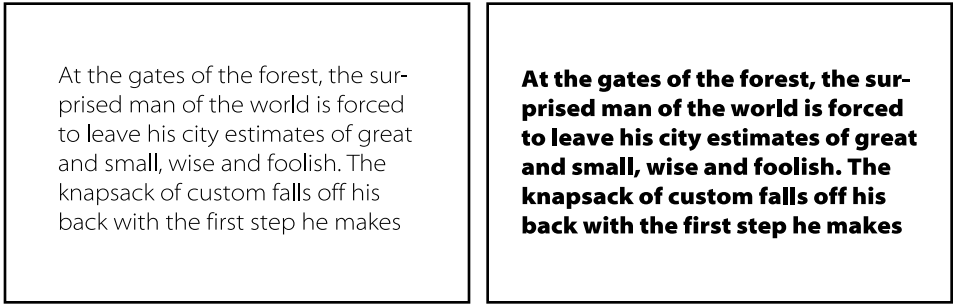 At the gates of the forest, the sur-
prised man of the world is forced
to leave his city estimates of great
and small, wise and foolish. The
knapsack of custom falls off his
back with the first step he makes
At the gates of the forest, the sur-
prised man of the world is forced
to leave his city estimates of great
and small, wise and foolish. The
knapsack of custom falls off his
back with the first step he makes